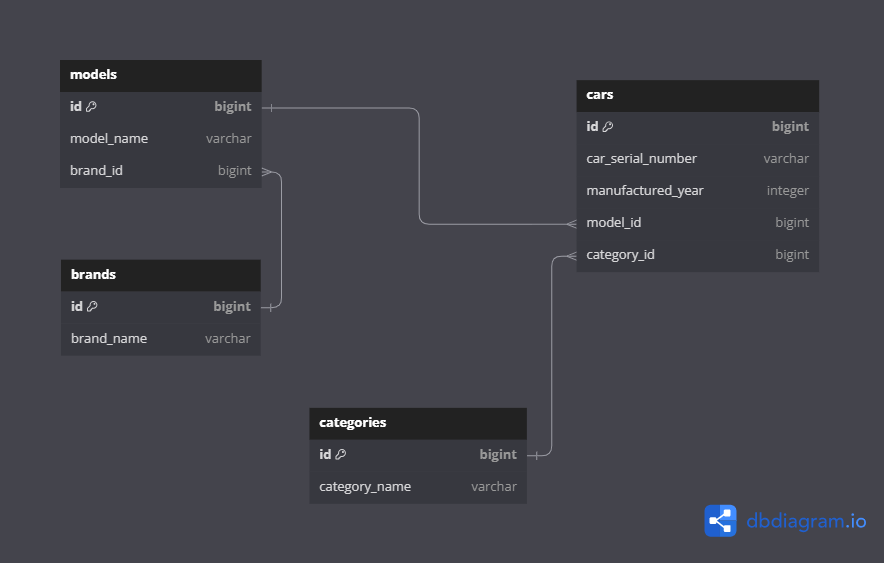 models
id bigint
model_name varchar
brand_id bigint
brands
id bigint
brand_name varchar
cars
id bigint
car_serial_number varchar
manufactured_year integer
model_id bigint
category_id bigint
categories
id bigint
category_name varchar
dbdiagram.io